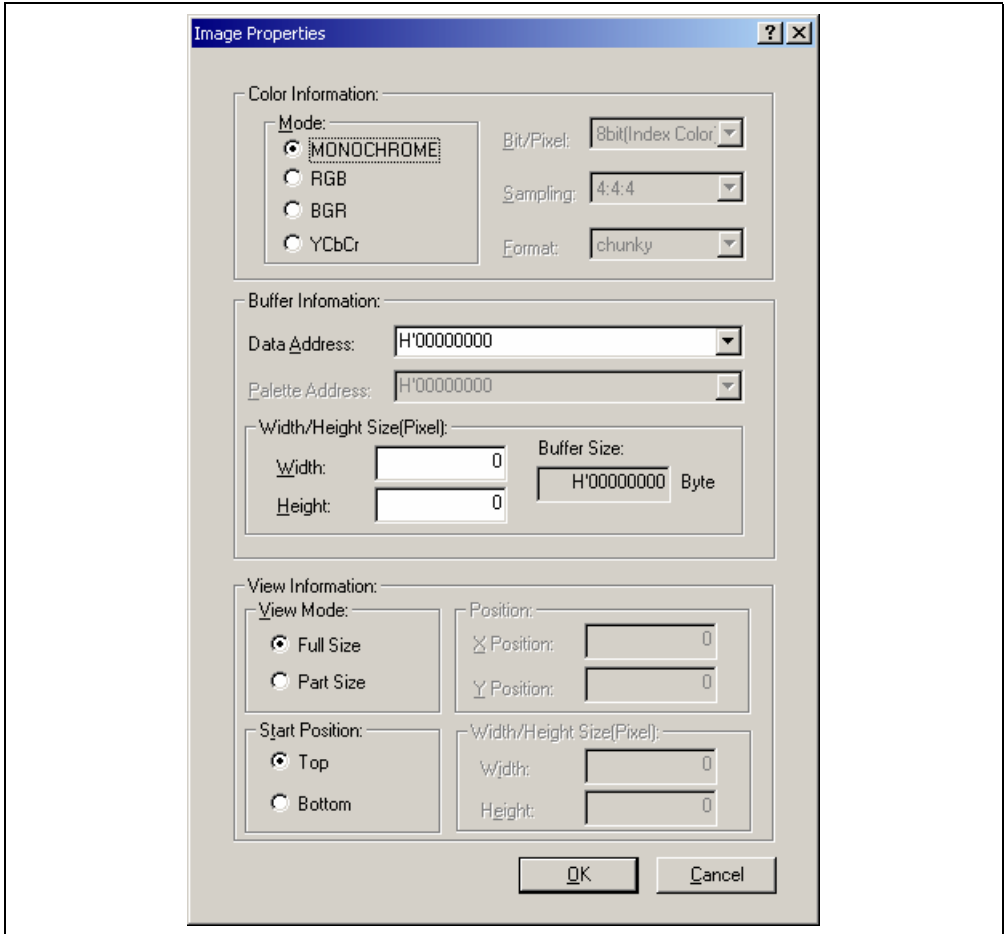 Image Properties
Color Information:
Mode:
MONOCHROME
RGB
BGR
YCbCr
Bit/Pixel: 8bit(Index Color)
Sampling: 4:4:4
Format: chunky
Buffer Infomation:
Data Address: H'00000000
Palette Address: H'00000000
Width/Height Size(Pixel):
Width: 0
Height: 0
Buffer Size:
H'00000000 Byte
View Information:
View Mode:
Full Size
Part Size
Position:
X Position: 0
Y Position: 0
Start Position:
Top
Bottom
Width/Height Size(Pixel):
Width: 0
Height: 0
OK Cancel